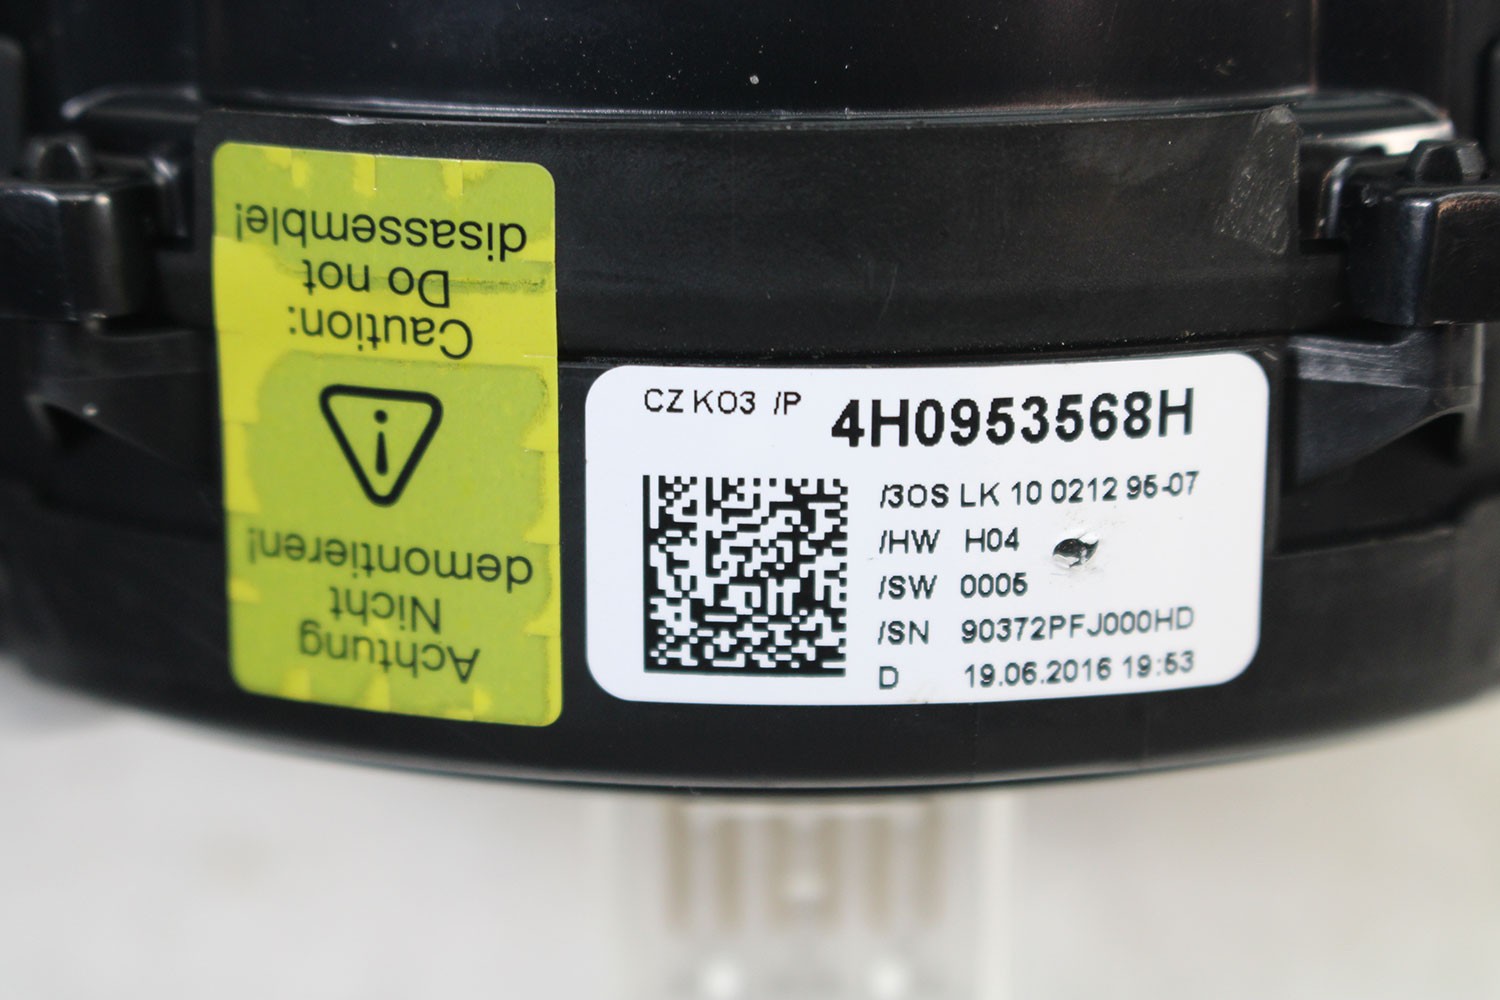 Achtung
Nicht
demontieren!
Caution:
Do not
disassemble!
CZ KO3 /P 4H0953568H
/3OS LK 10 0212 95-07
/HW H04
/SW 0005
/SN 90372PFJ000HD
D 19.06.2016 19:53